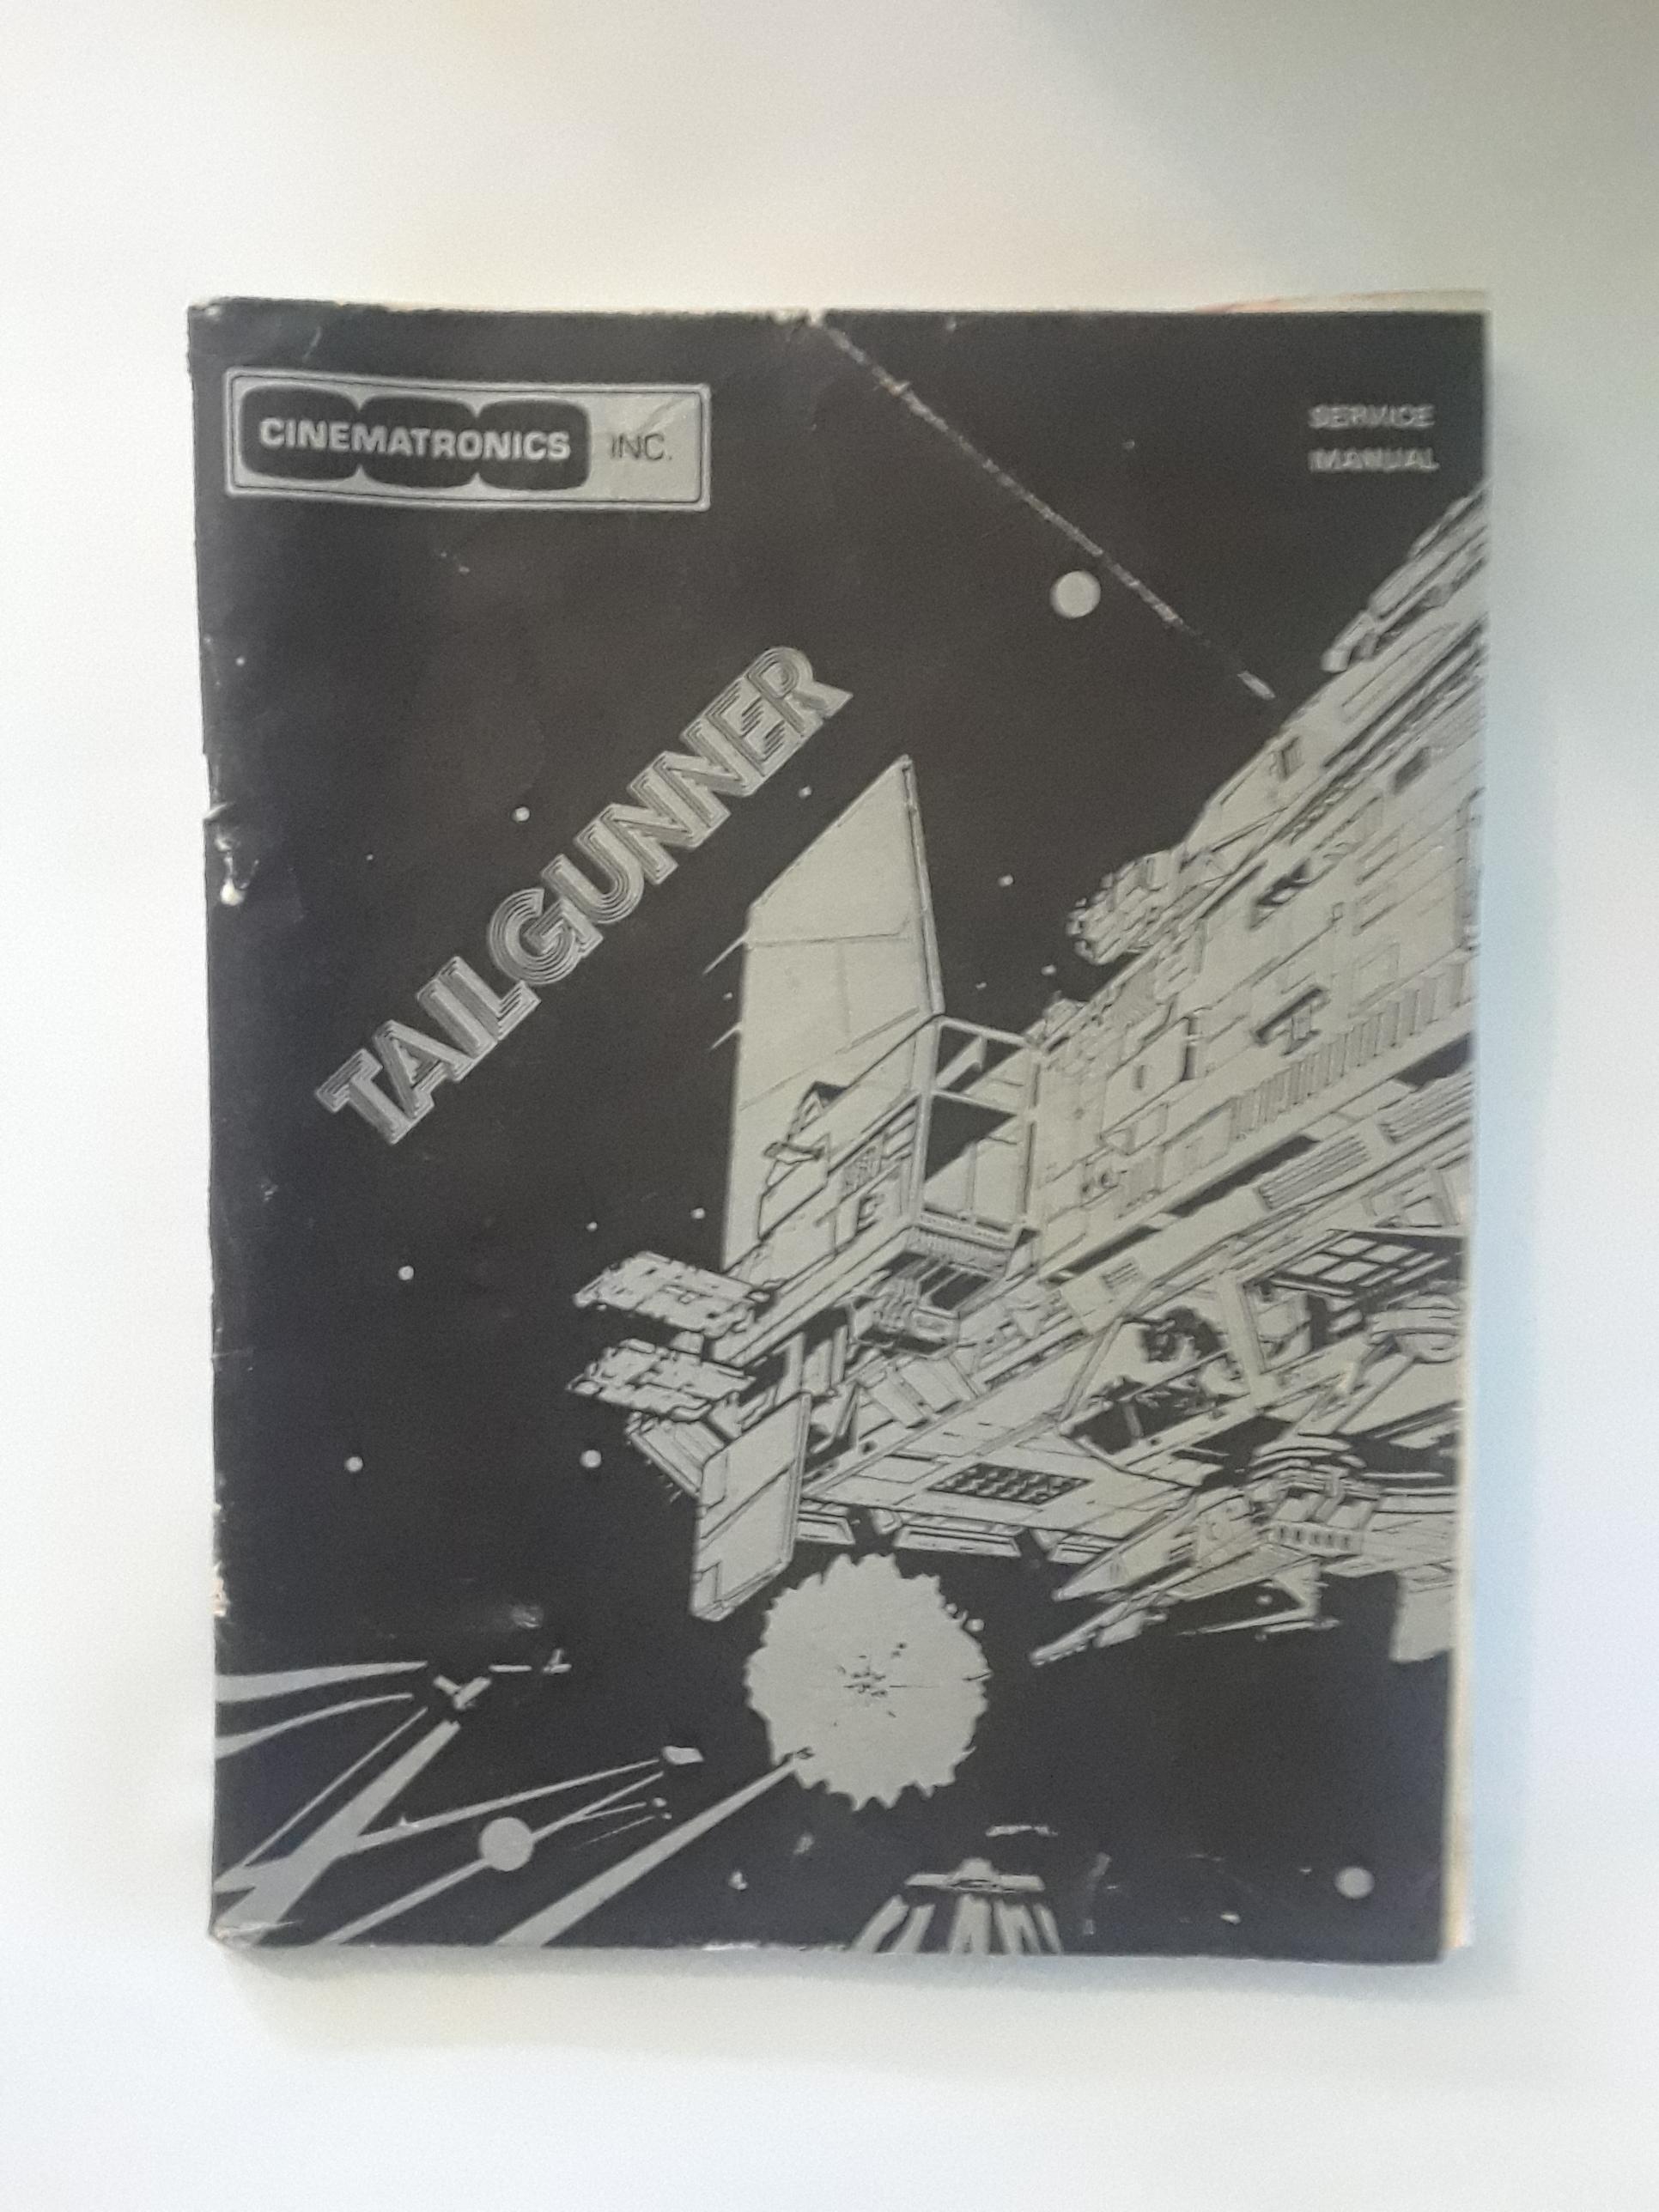 CINEMATRONICS INC.
SERVICE
MANUAL
TAILGUNNER